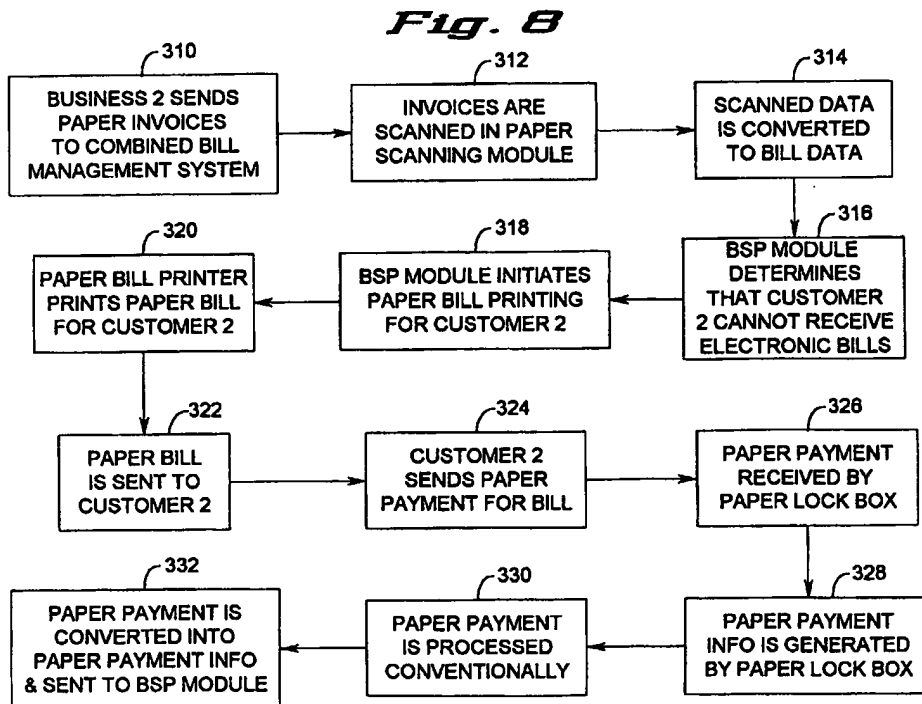 Fig. 8
310
BUSINESS 2 SENDS
PAPER INVOICES
TO COMBINED BILL
MANAGEMENT SYSTEM
312
INVOICES ARE
SCANNED IN PAPER
SCANNING MODULE
314
SCANNED DATA
IS CONVERTED
TO BILL DATA
316
BSP MODULE
DETERMINES
THAT CUSTOMER
2 CANNOT RECEIVE
ELECTRONIC BILLS
318
BSP MODULE INITIATES
PAPER BILL PRINTING
FOR CUSTOMER 2
320
PAPER BILL PRINTER
PRINTS PAPER BILL
FOR CUSTOMER 2
322
PAPER BILL
IS SENT TO
CUSTOMER 2
324
CUSTOMER 2
SENDS PAPER
PAYMENT FOR BILL
326
PAPER PAYMENT
RECEIVED BY
PAPER LOCK BOX
328
PAPER PAYMENT
INFO IS GENERATED
BY PAPER LOCK BOX
330
PAPER PAYMENT
IS PROCESSED
CONVENTIONALLY
332
PAPER PAYMENT IS
CONVERTED INTO
PAPER PAYMENT INFO
& SENT TO BSP MODULE